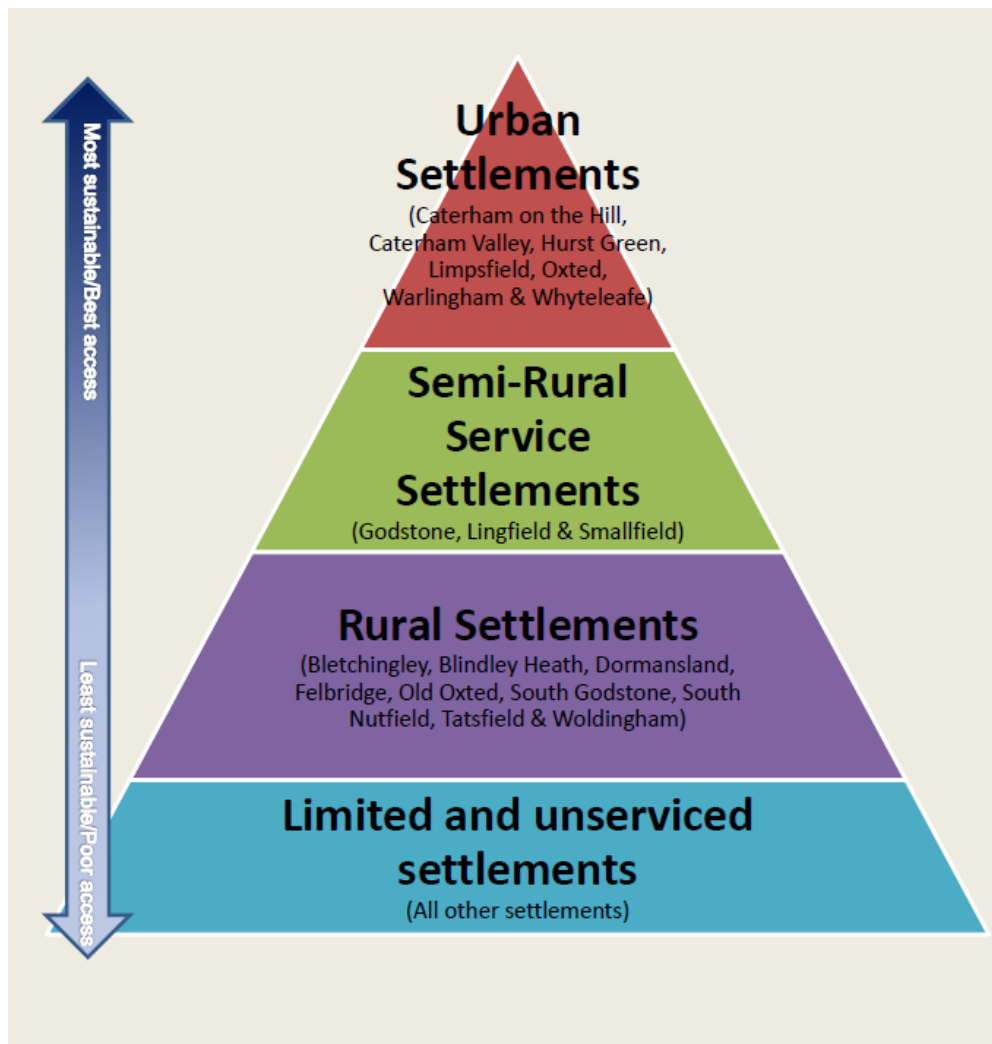 Most sustainable/Best access
Least sustainable/Poor access
Urban
Settlements
(Caterham on the Hill,
Caterham Valley, Hurst Green,
Limpsfield, Oxted,
Warlingham & Whyteleafe)
Semi-Rural
Service
Settlements
(Godstone, Lingfield & Smallfield)
Rural Settlements
(Bletchingley, Blindley Heath, Dormansland,
Felbridge, Old Oxted, South Godstone, South
Nutfield, Tatsfield & Woldingham)
Limited and unserviced
settlements
(All other settlements)